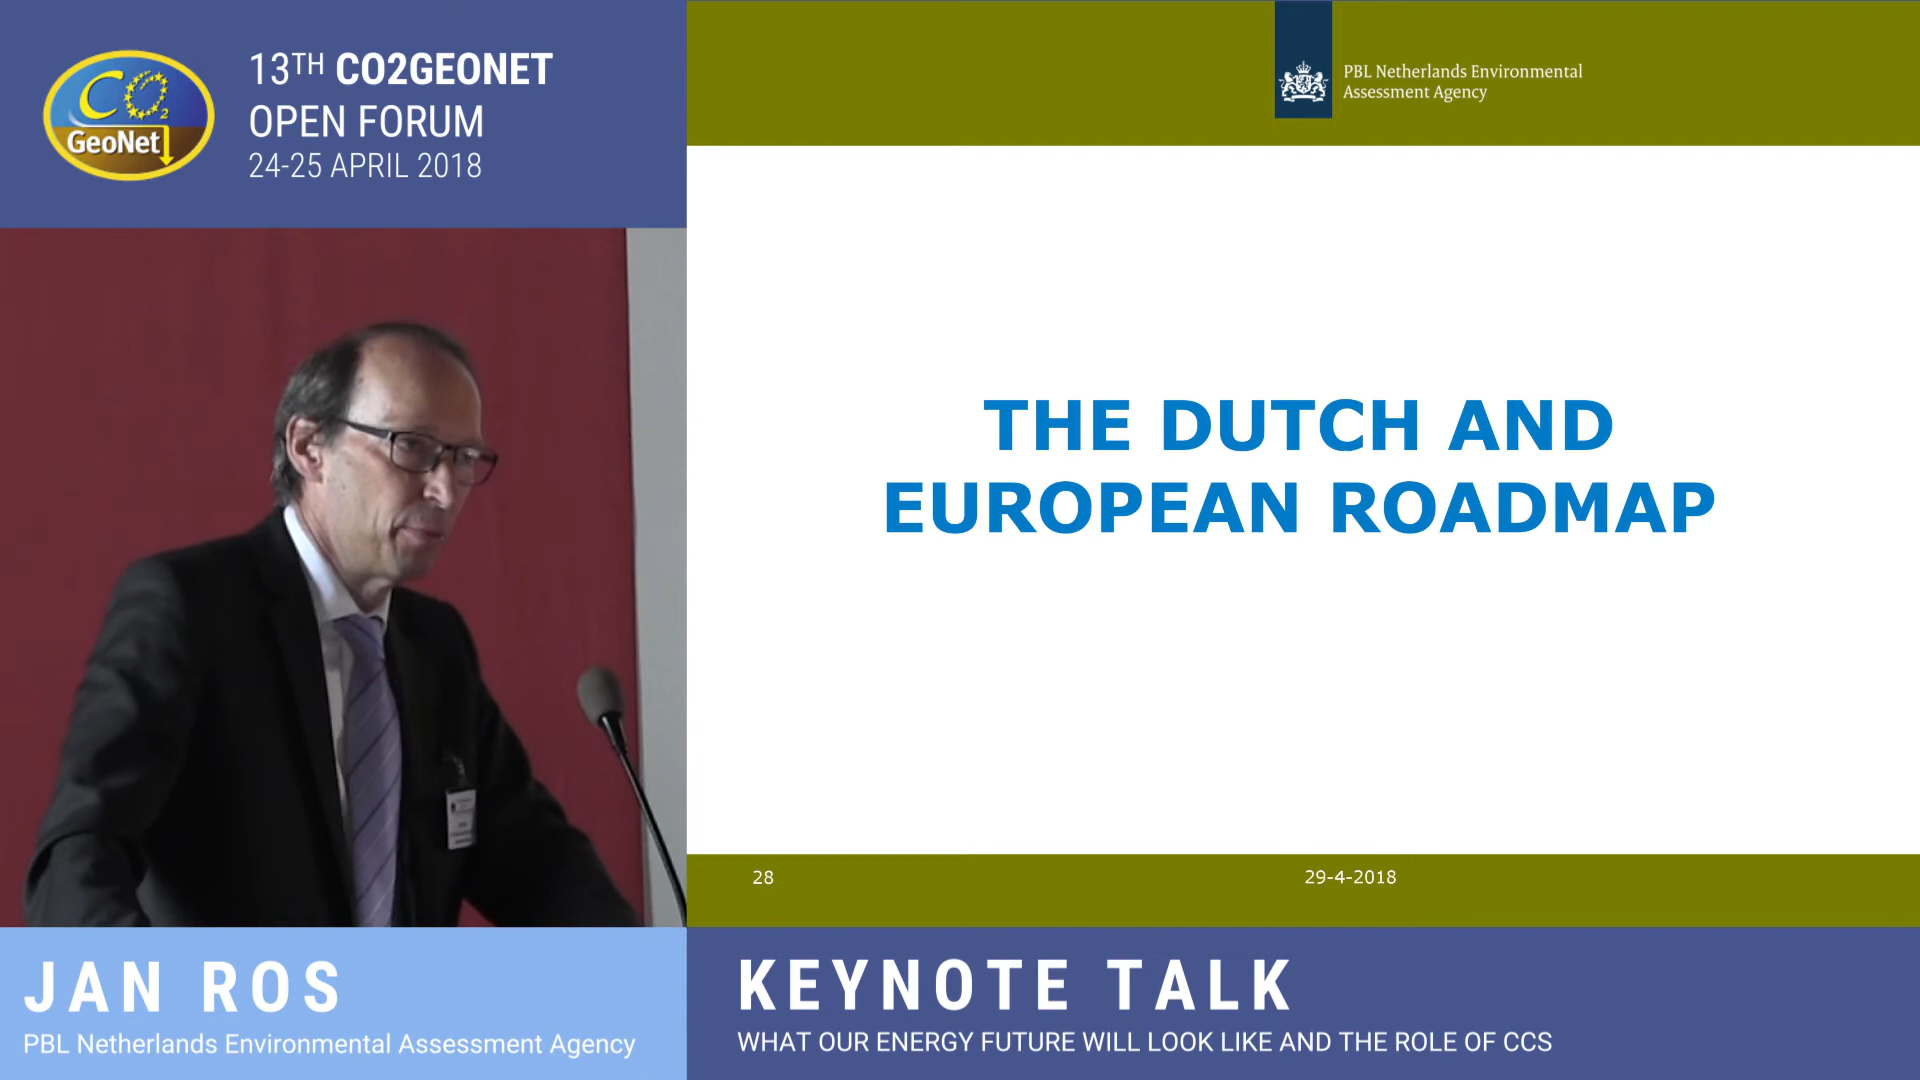 CO2
GeoNet
13TH CO2GEONET
OPEN FORUM
24-25 APRIL 2018
PBL Netherlands Environmental
Assessment Agency
THE DUTCH AND
EUROPEAN ROADMAP
28
29-4-2018
JAN ROS
PBL Netherlands Environmental Assessment Agency
KEYNOTE TALK
WHAT OUR ENERGY FUTURE WILL LOOK LIKE AND THE ROLE OF CCS